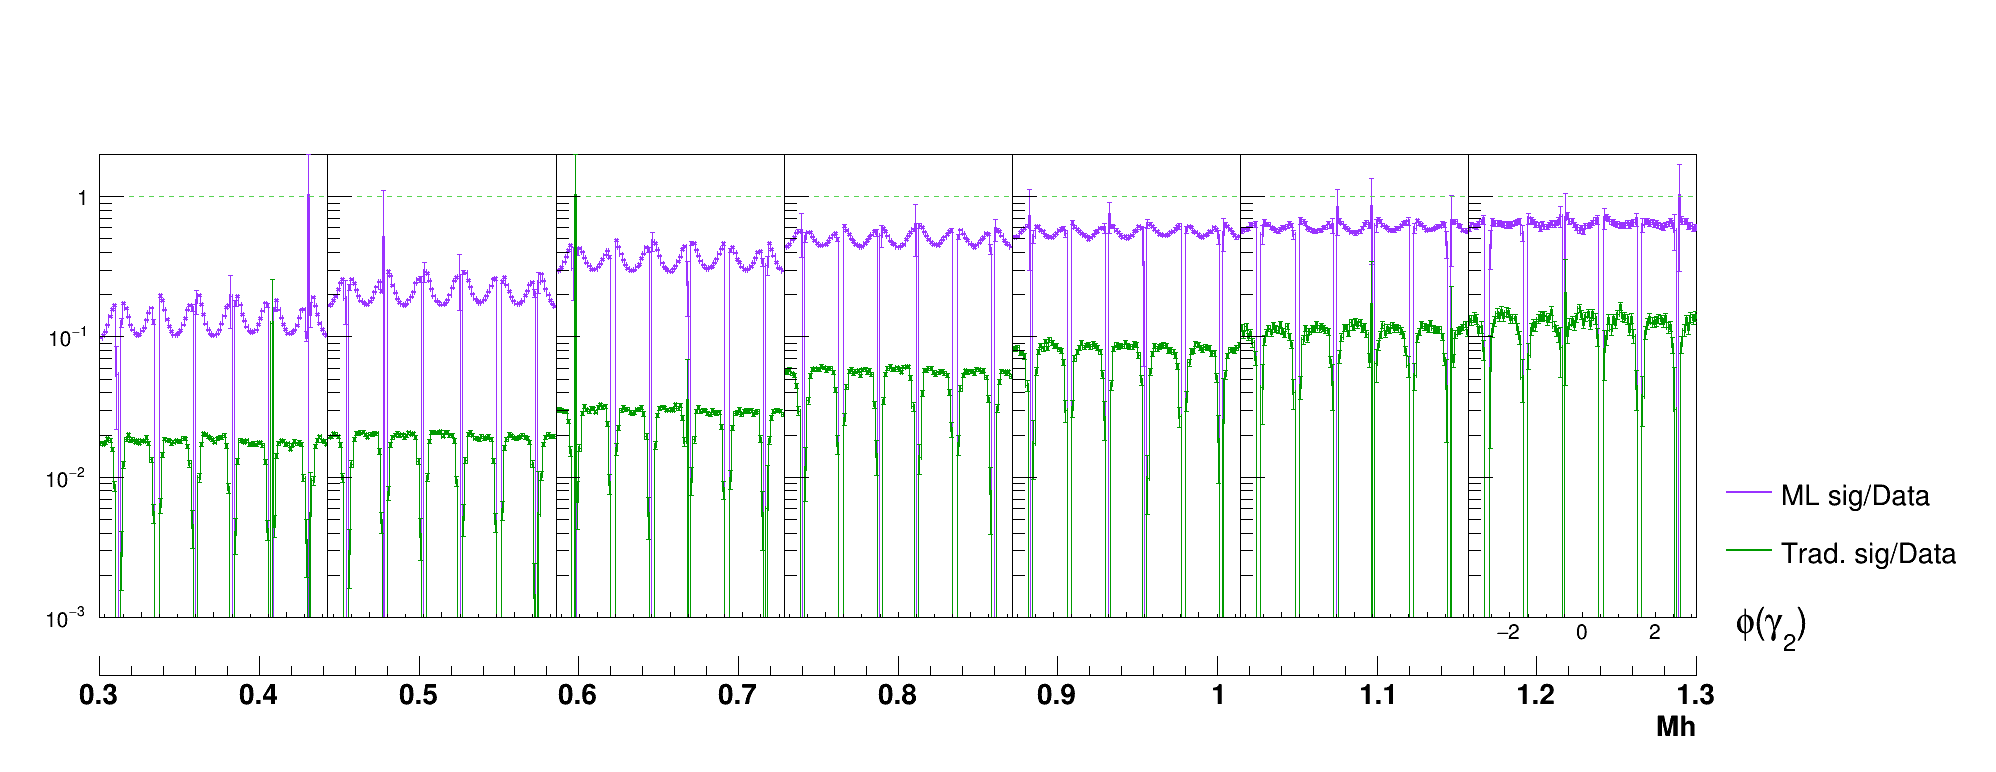 1
10⁻¹
10⁻²
10⁻³
ML sig/Data
Trad. sig/Data
−2 0 2
ϕ(γ₂)
0.3 0.4 0.5 0.6 0.7 0.8 0.9 1 1.1 1.2 1.3
Mh